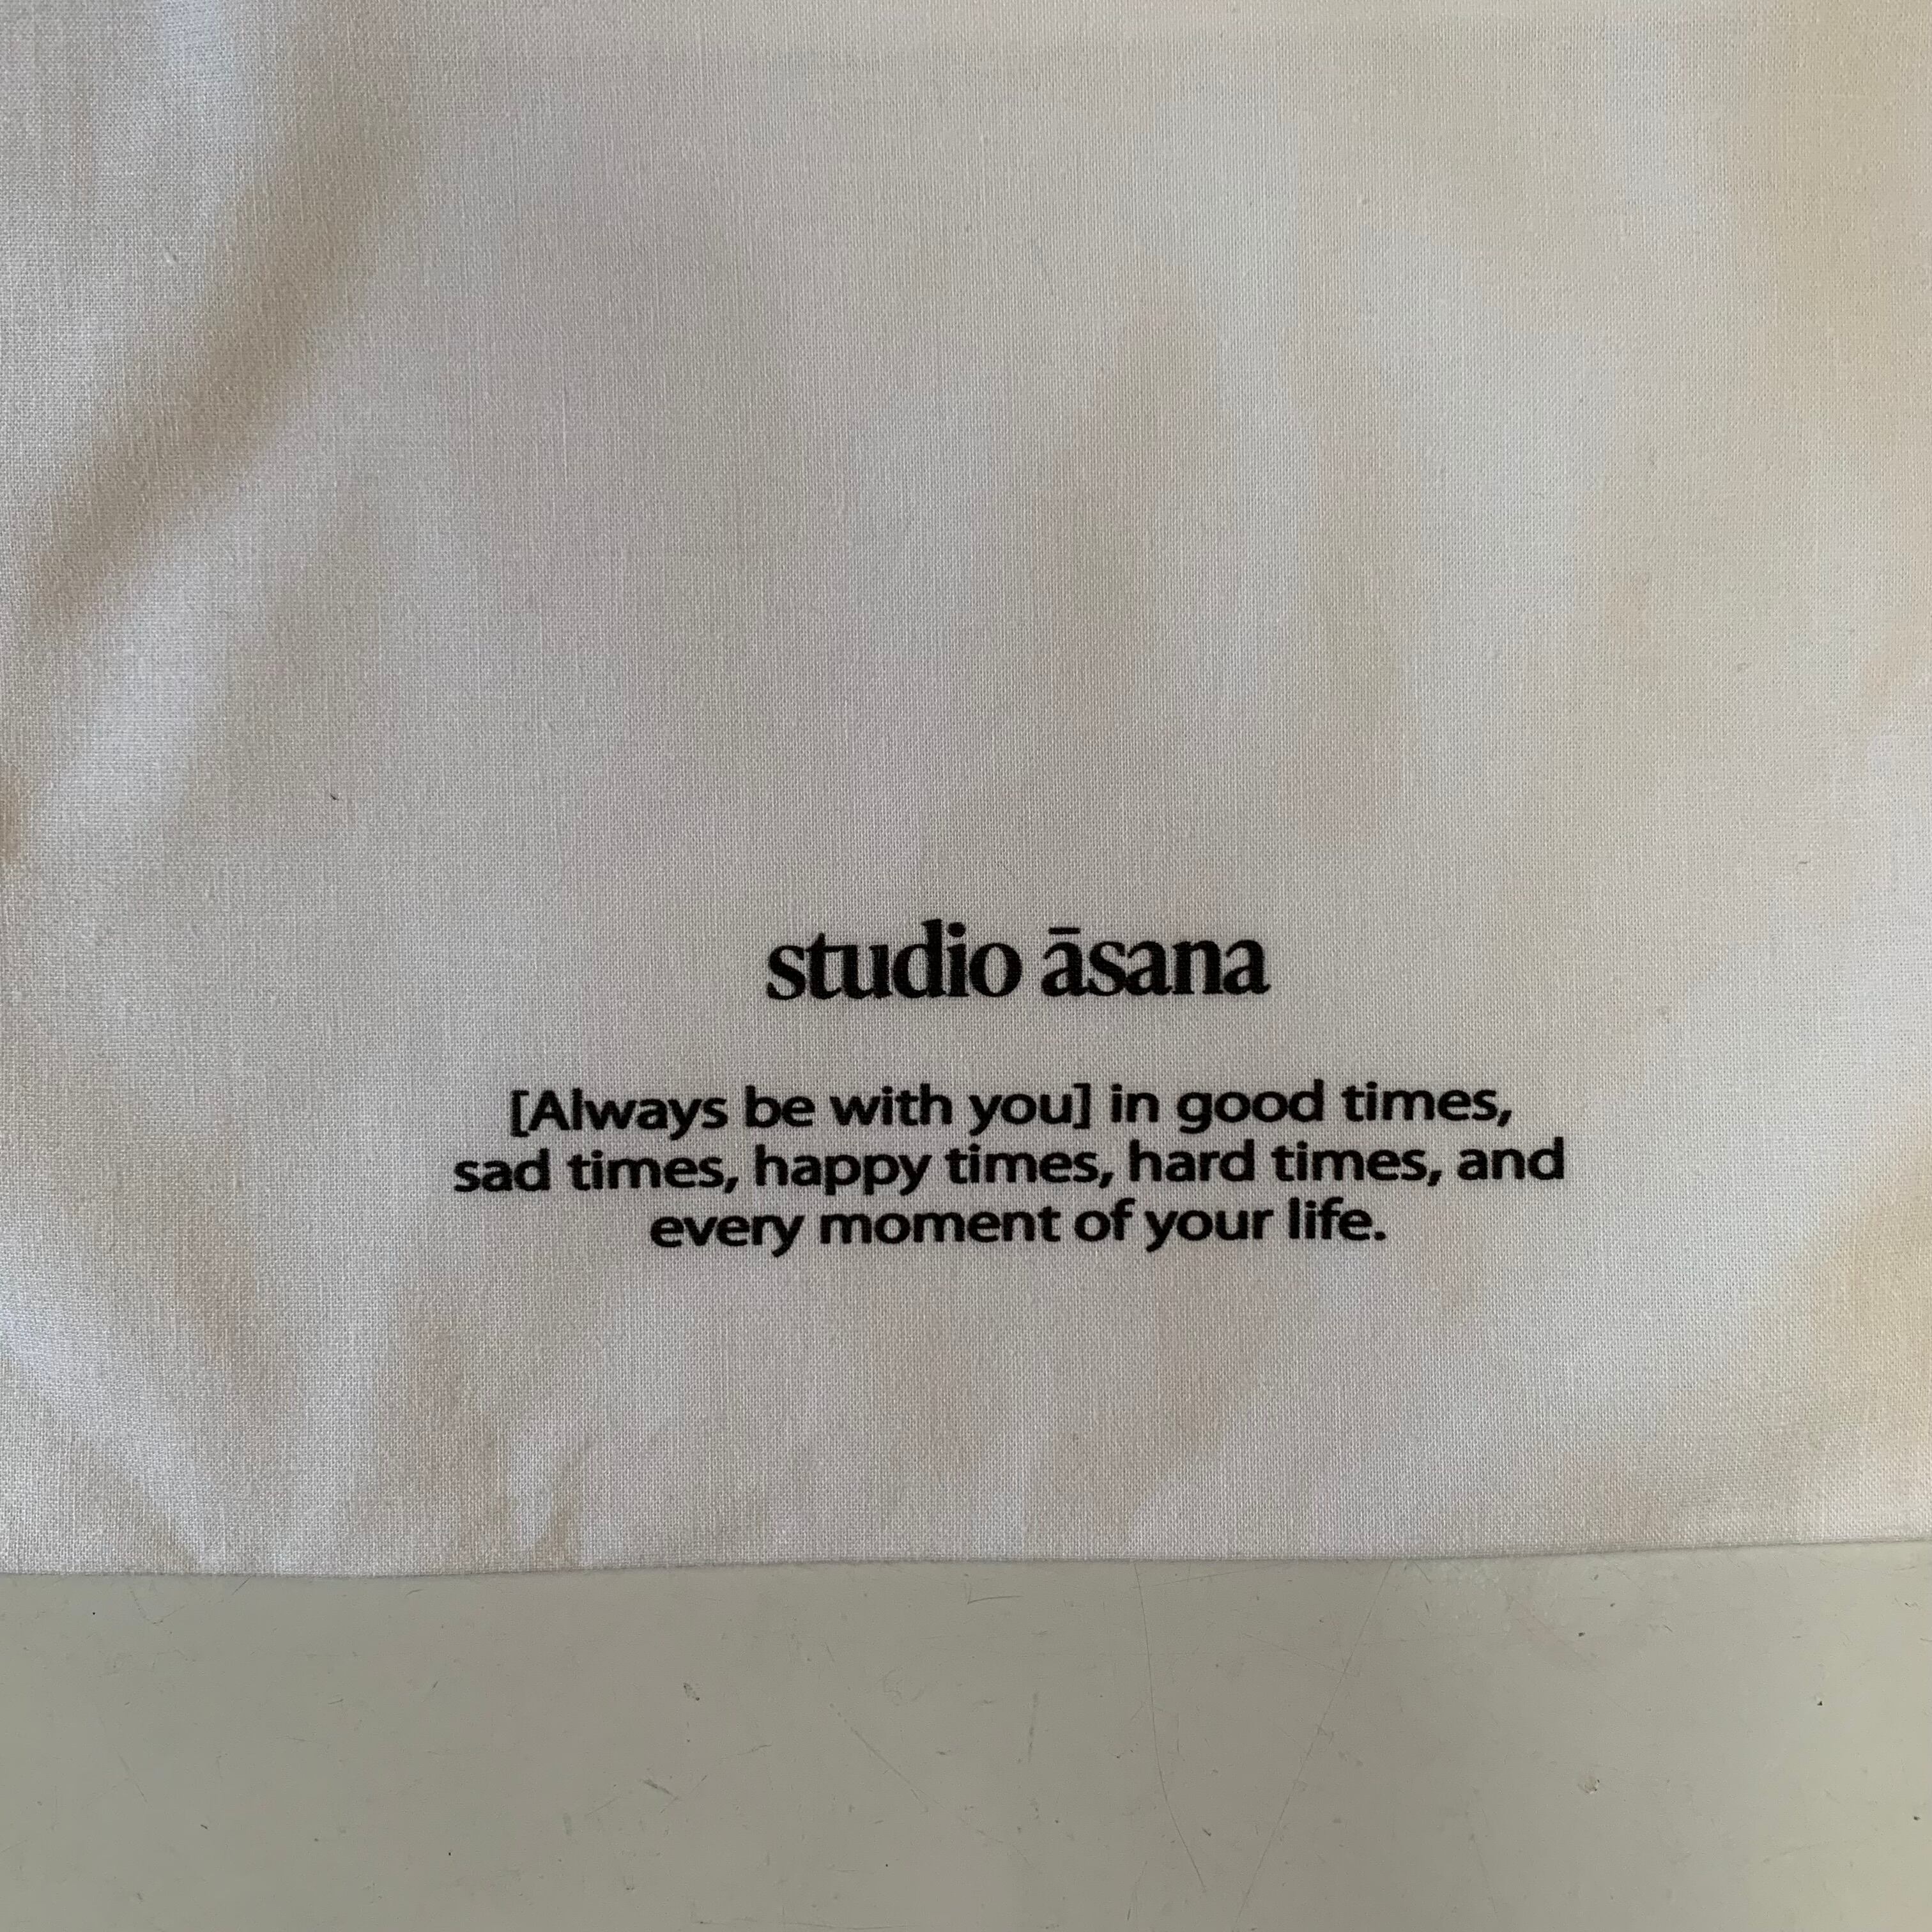 studio āsana
[Always be with you] in good times,
sad times, happy times, hard times, and
every moment of your life.